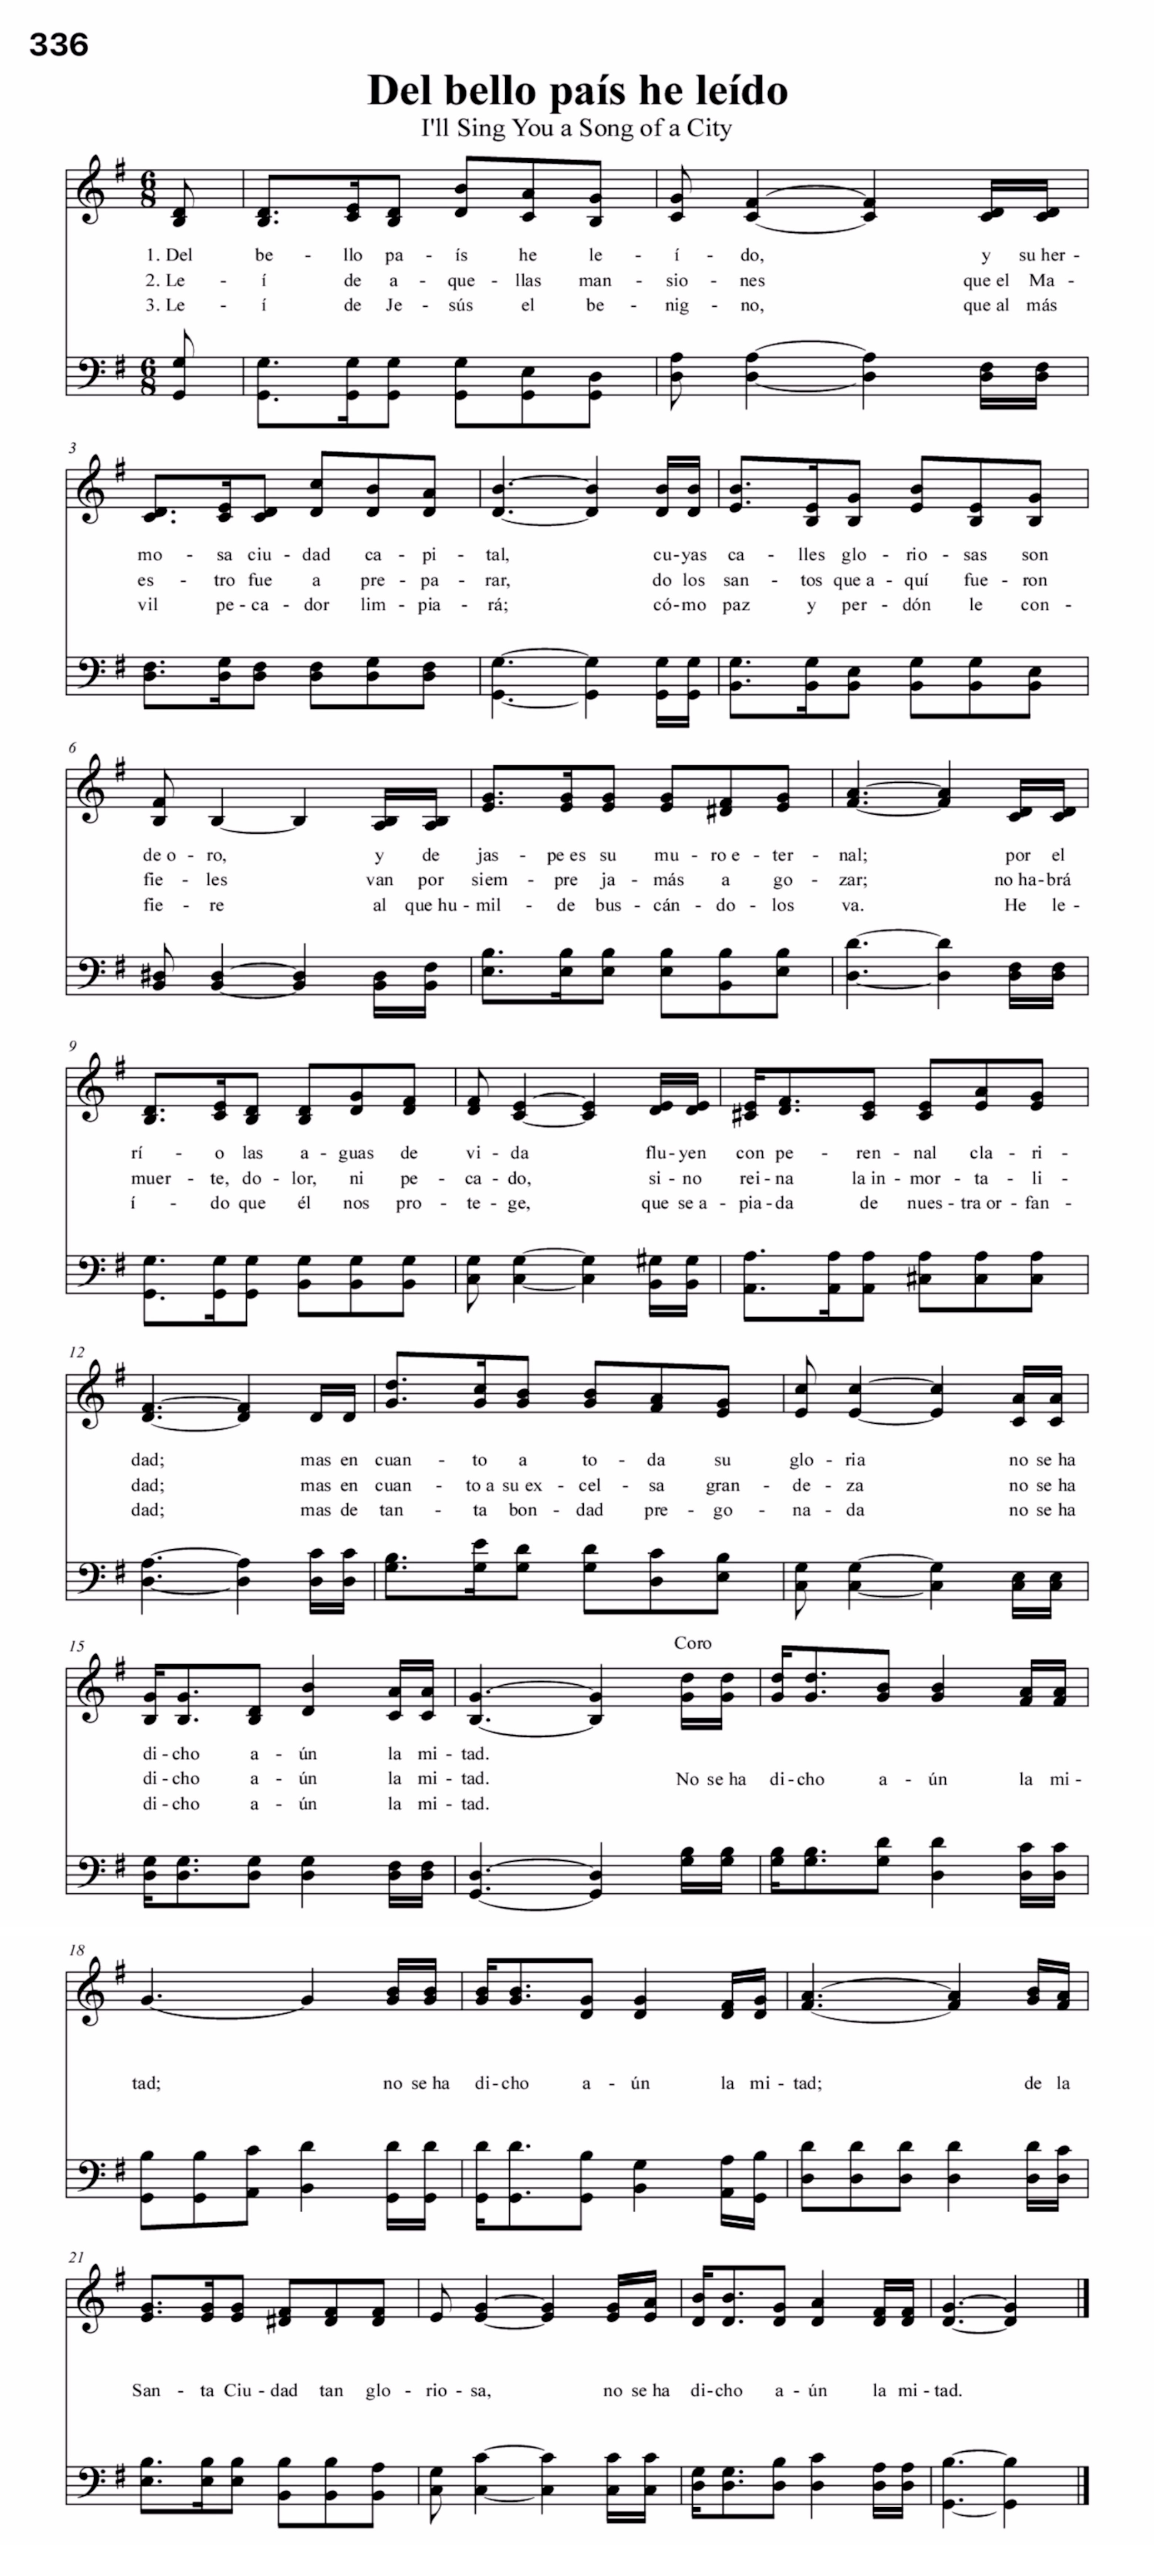 336
Del bello país he leído
I'll Sing You a Song of a City
6 8
1. Del be - llo pa - ís he le - í - do, y su her -
2. Le - í de a - que - llas man - sio - nes que el Ma -
3. Le - í de Je - sús el be - nig - no, que al más
6 8
3
mo - sa ciu - dad ca - pi - tal, cu - yas ca - lles glo - rio - sas son
es - tro fue a pre - pa - rar, do los san - tos que a - quí fue - ron
vil pe - ca - dor lim - pia - rá; có - mo paz y per - dón le con -
6
de o - ro, y de jas - pe es su mu - ro e - ter - nal; por el
fie - les van por siem - pre ja - más a go - zar; no ha - brá
fie - re al que hu - mil - de bus - cán - do - los va. He le -
9
rí - o las a - guas de vi - da flu - yen con pe - ren - nal cla - ri -
muer - te, do - lor, ni pe - ca - do, si - no rei - na la in - mor - ta - li -
í - do que él nos pro - te - ge, que se a - pia - da de nues - tra or - fan -
12
dad; mas en cuan - to a to - da su glo - ria no se ha
dad; mas en cuan - to a su ex - cel - sa gran - de - za no se ha
dad; mas de tan - ta bon - dad pre - go - na - da no se ha
15
Coro
di - cho a - ún la mi - tad.
di - cho a - ún la mi - tad. No se ha di - cho a - ún la mi -
di - cho a - ún la mi - tad.
18
tad; no se ha di - cho a - ún la mi - tad; de la
21
San - ta Ciu - dad tan glo - rio - sa, no se ha di - cho a - ún la mi - tad.